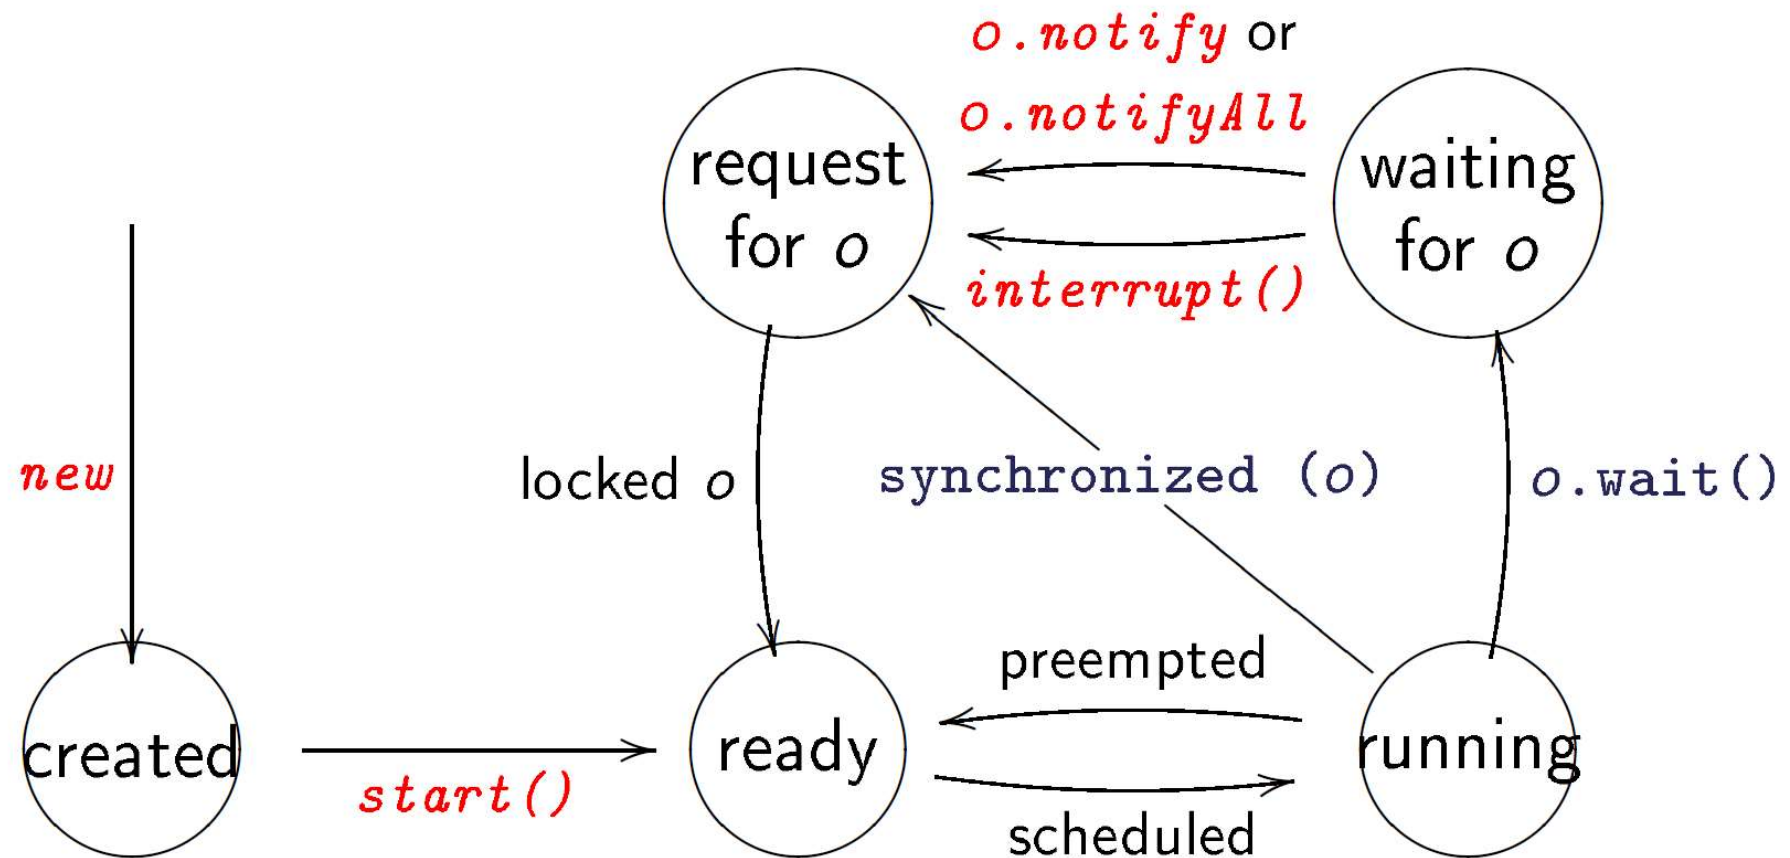 o.notify or
o.notifyAll
request
for o
waiting
for o
interrupt()
new
locked o
synchronized (o)
o.wait()
preempted
created
ready
running
start()
scheduled